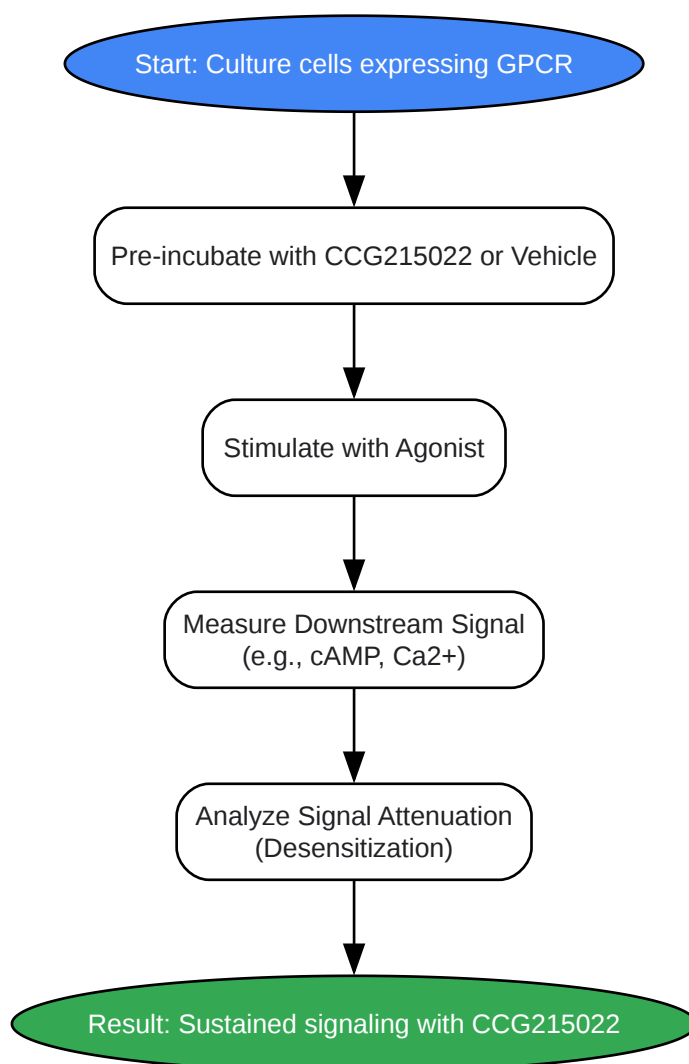 Start: Culture cells expressing GPCR
Pre-incubate with CCG215022 or Vehicle
Stimulate with Agonist
Measure Downstream Signal
(e.g., cAMP, Ca2+)
Analyze Signal Attenuation
(Desensitization)
Result: Sustained signaling with CCG215022